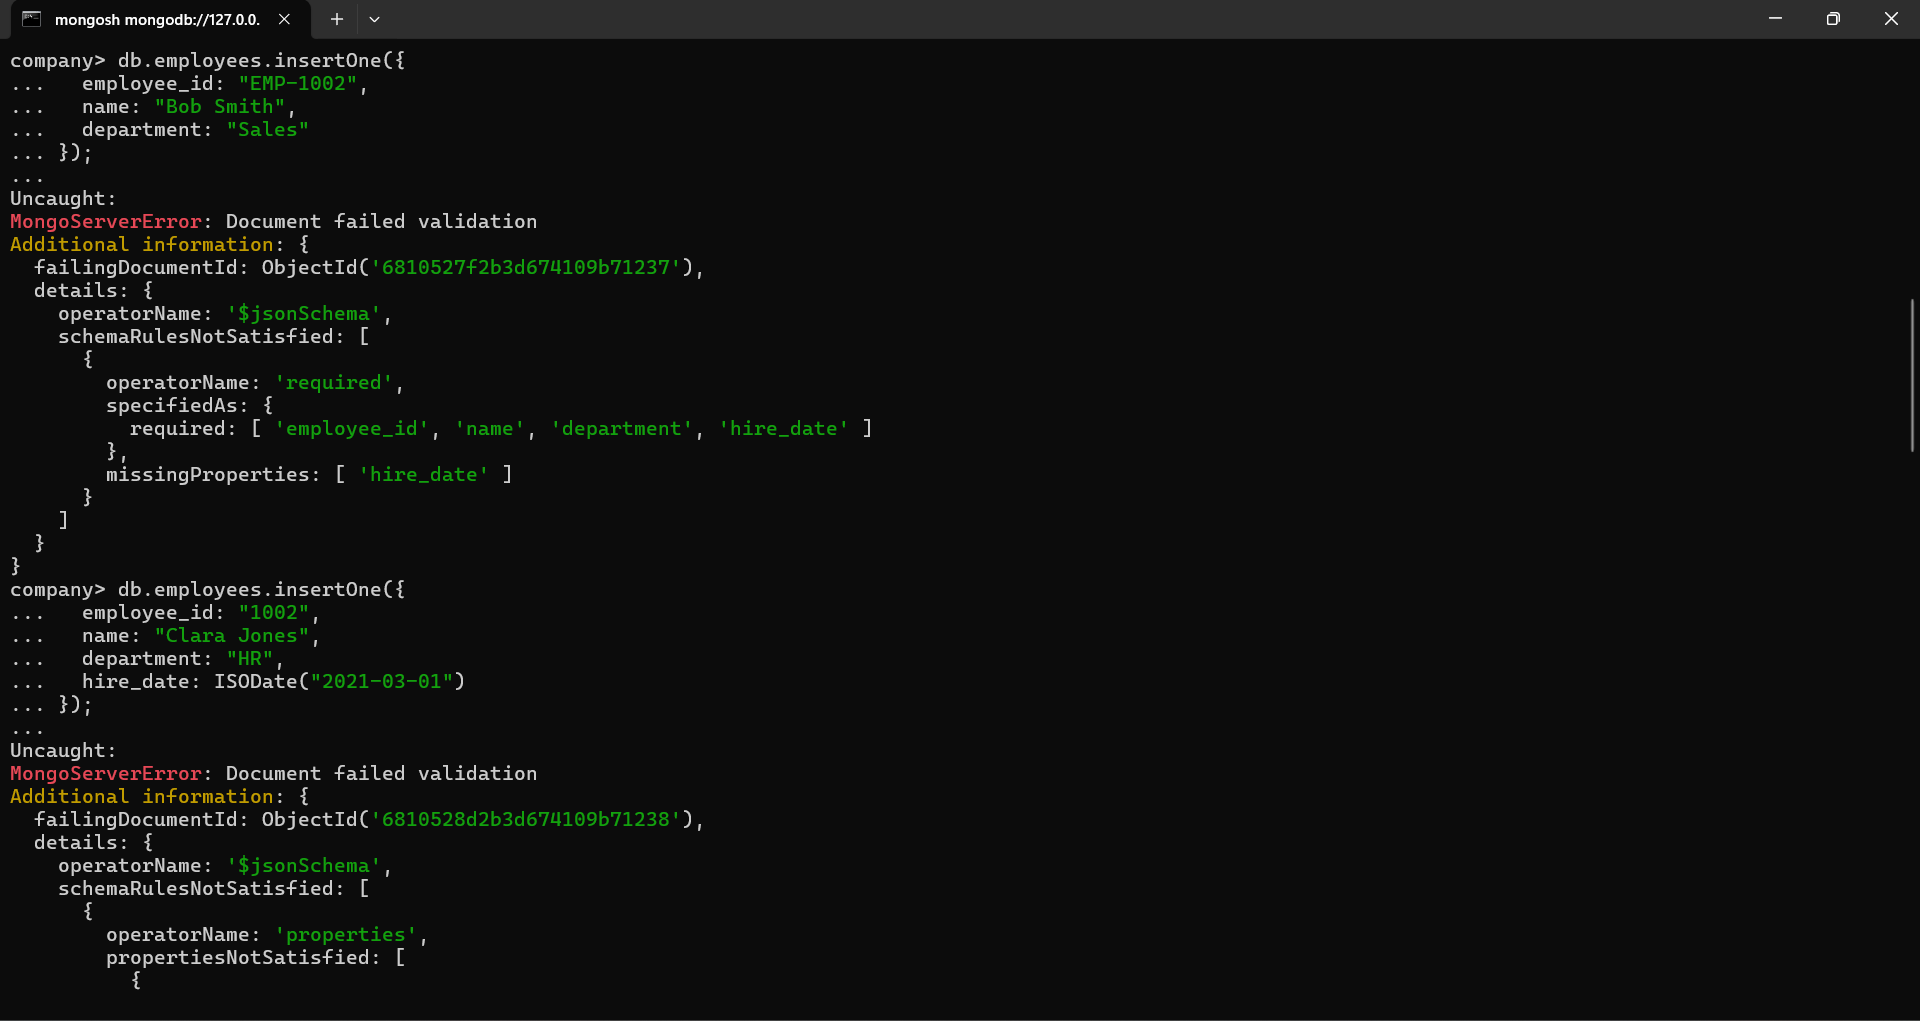 mongosh mongodb://127.0.0.
company> db.employees.insertOne({
...   employee_id: "EMP-1002",
...   name: "Bob Smith",
...   department: "Sales"
... });
...
Uncaught:
MongoServerError: Document failed validation
Additional information: {
  failingDocumentId: ObjectId('6810527f2b3d674109b71237'),
  details: {
    operatorName: '$jsonSchema',
    schemaRulesNotSatisfied: [
      {
        operatorName: 'required',
        specifiedAs: {
          required: [ 'employee_id', 'name', 'department', 'hire_date' ]
        },
        missingProperties: [ 'hire_date' ]
      }
    ]
  }
}
company> db.employees.insertOne({
...   employee_id: "1002",
...   name: "Clara Jones",
...   department: "HR",
...   hire_date: ISODate("2021-03-01")
... });
...
Uncaught:
MongoServerError: Document failed validation
Additional information: {
  failingDocumentId: ObjectId('6810528d2b3d674109b71238'),
  details: {
    operatorName: '$jsonSchema',
    schemaRulesNotSatisfied: [
      {
        operatorName: 'properties',
        propertiesNotSatisfied: [
          {